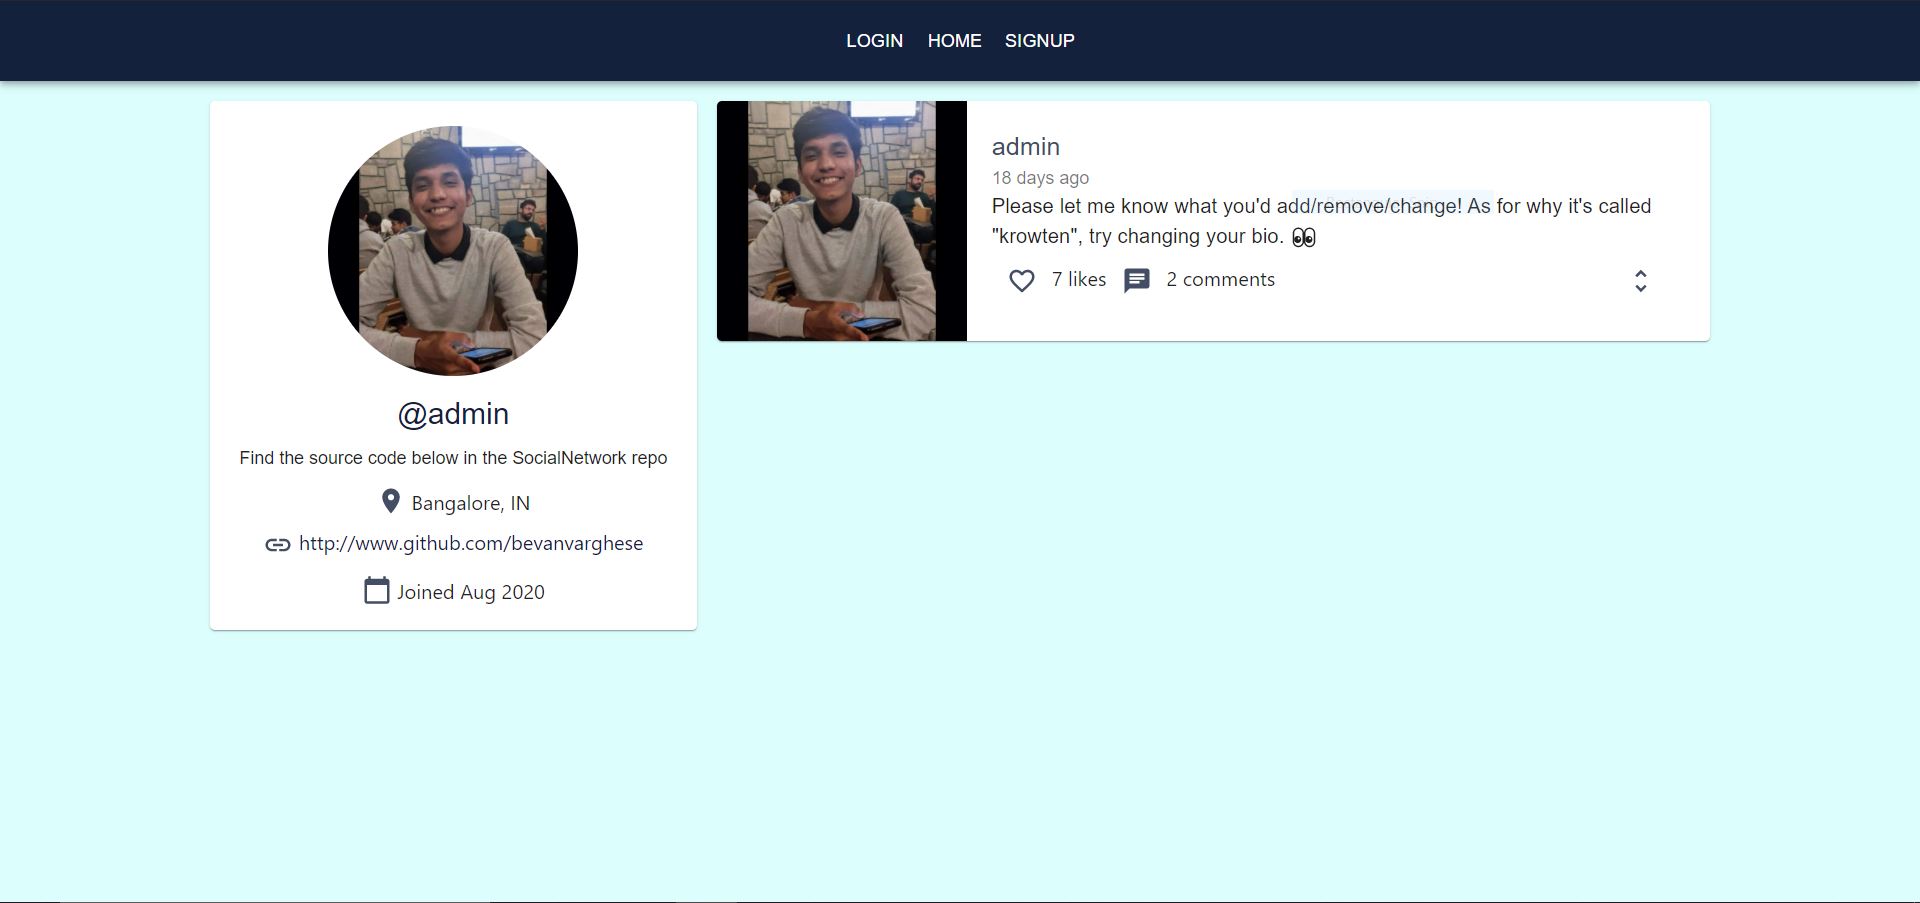 LOGIN HOME SIGNUP
@admin
Find the source code below in the SocialNetwork repo
Bangalore, IN
http://www.github.com/bevanvarghese
Joined Aug 2020
admin
18 days ago
Please let me know what you'd add/remove/change! As for why it's called
"krowten", try changing your bio. 👀
7 likes 2 comments